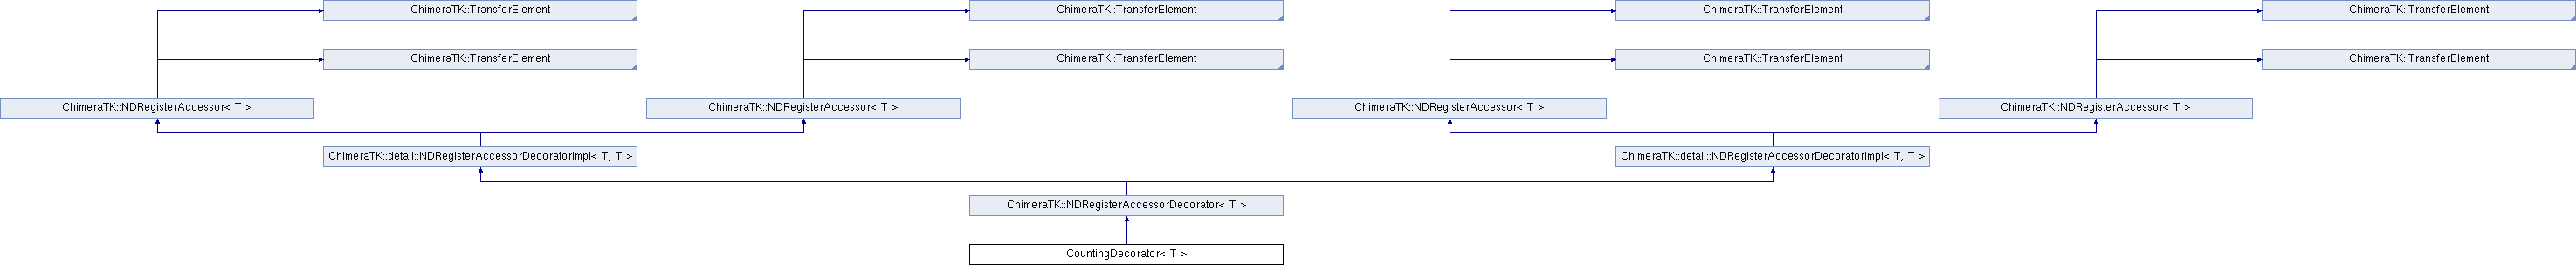 ChimeraTK::TransferElement
ChimeraTK::TransferElement
ChimeraTK::TransferElement
ChimeraTK::TransferElement
ChimeraTK::TransferElement
ChimeraTK::TransferElement
ChimeraTK::TransferElement
ChimeraTK::TransferElement
ChimeraTK::NDRegisterAccessor< T >
ChimeraTK::NDRegisterAccessor< T >
ChimeraTK::NDRegisterAccessor< T >
ChimeraTK::NDRegisterAccessor< T >
ChimeraTK::detail::NDRegisterAccessorDecoratorImpl< T, T >
ChimeraTK::detail::NDRegisterAccessorDecoratorImpl< T, T >
ChimeraTK::NDRegisterAccessorDecorator< T >
CountingDecorator< T >